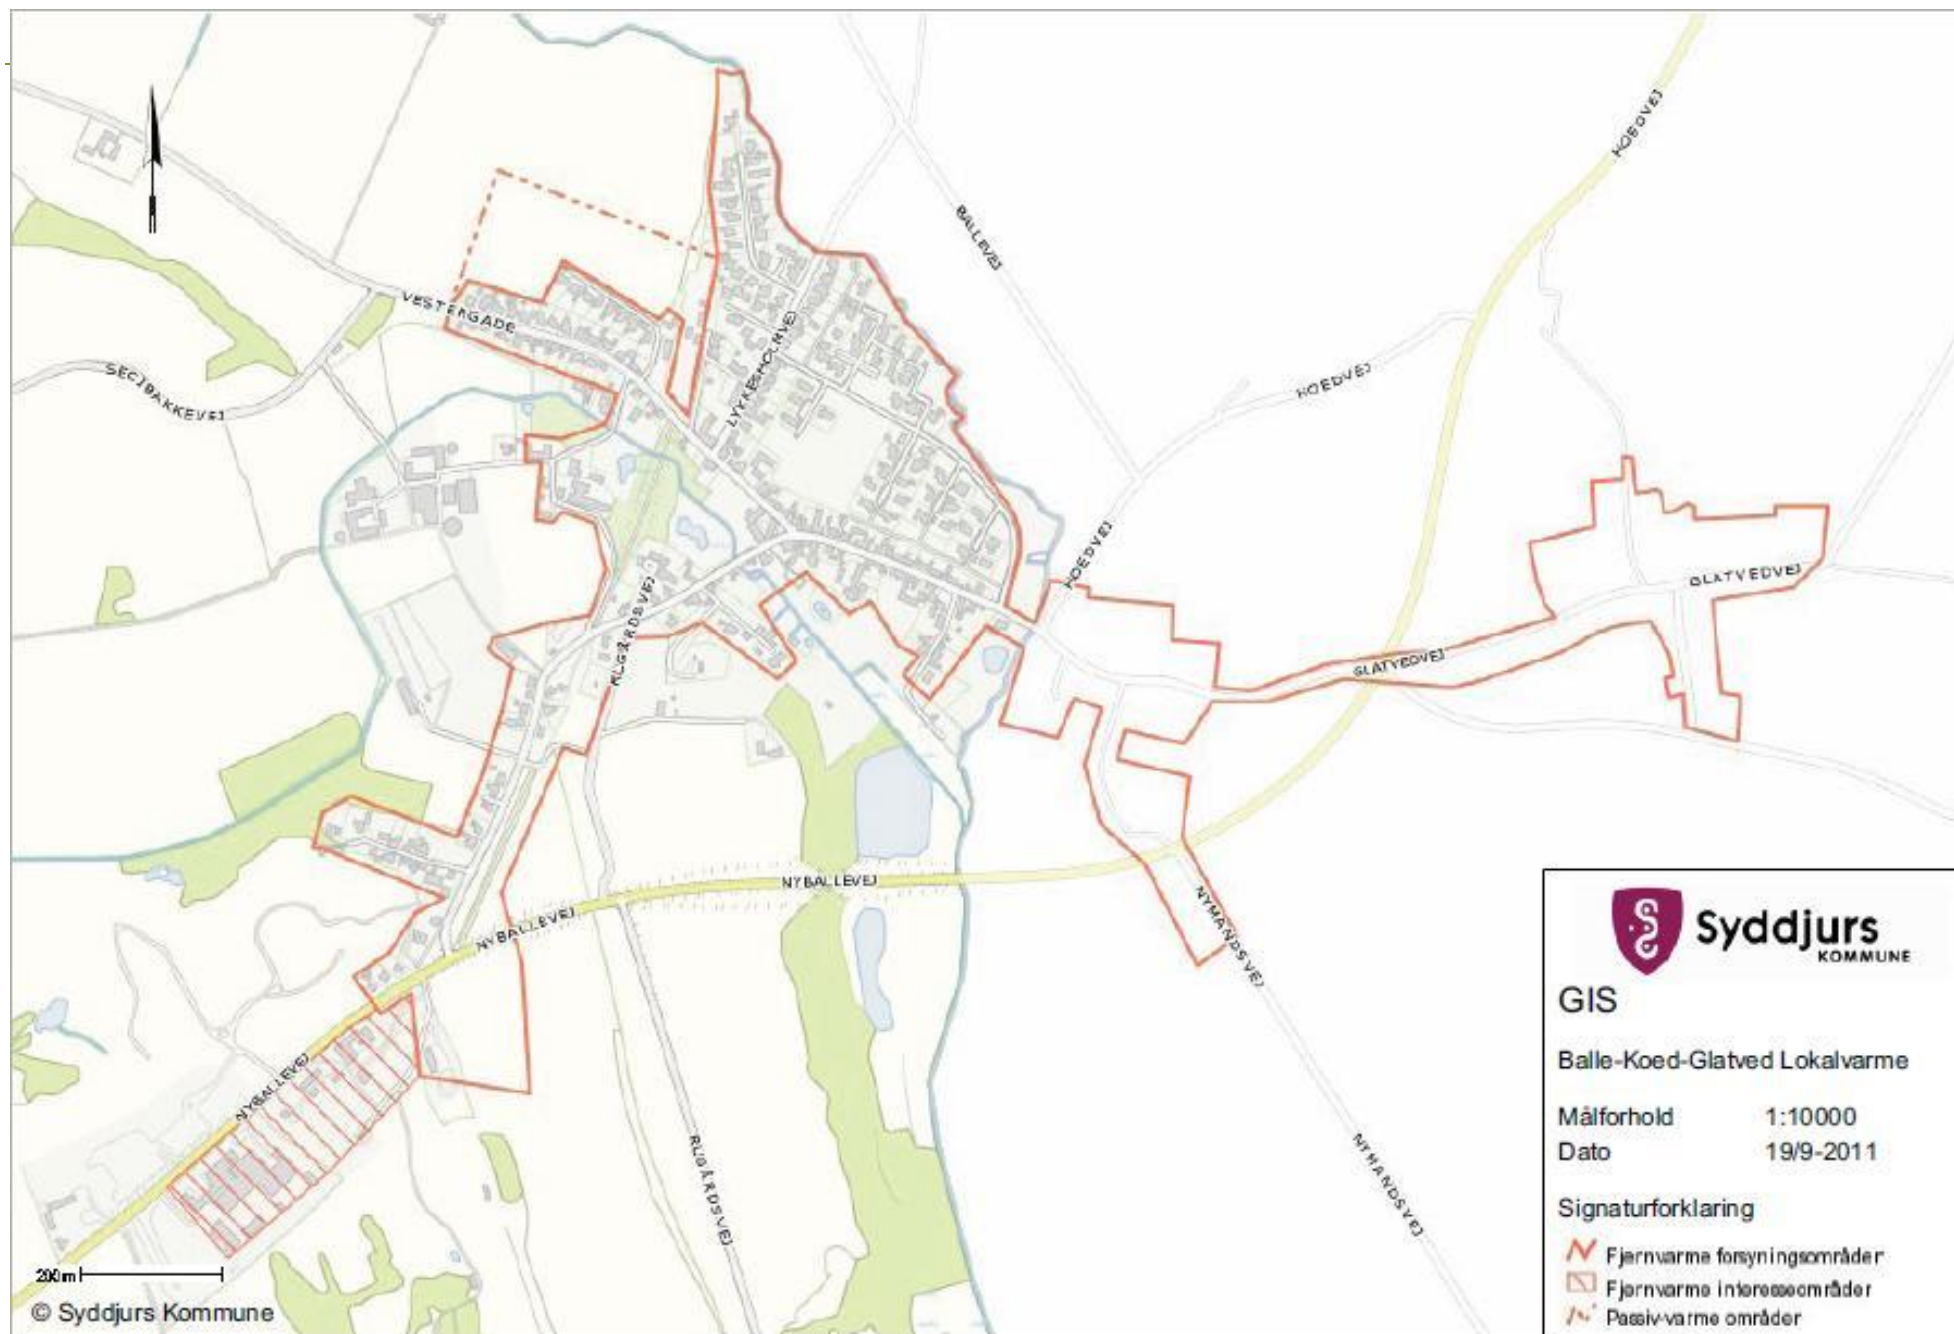 HOEDVEJ
BALLEVEJ
VESTERGADE
LYKKESHOLMVEJ
HOEDVEJ
HOEDVEJ
GLATVEDVEJ
RUGÅRDSVEJ
GLATVEDVEJ
NYBALLEVEJ
NYBALLEVEJ
NYMANDSVEJ
NYBALLEVEJ
RUGÅRDSVEJ
NYMANDSVEJ
200m
© Syddjurs Kommune
Syddjurs
KOMMUNE
GIS
Balle-Koed-Glatved Lokalvarme
Målforhold 1:10000
Dato 19/9-2011
Signaturforklaring
Fjernvarme forsyningsområder
Fjernvarme interesseområder
Passiv-varme områder